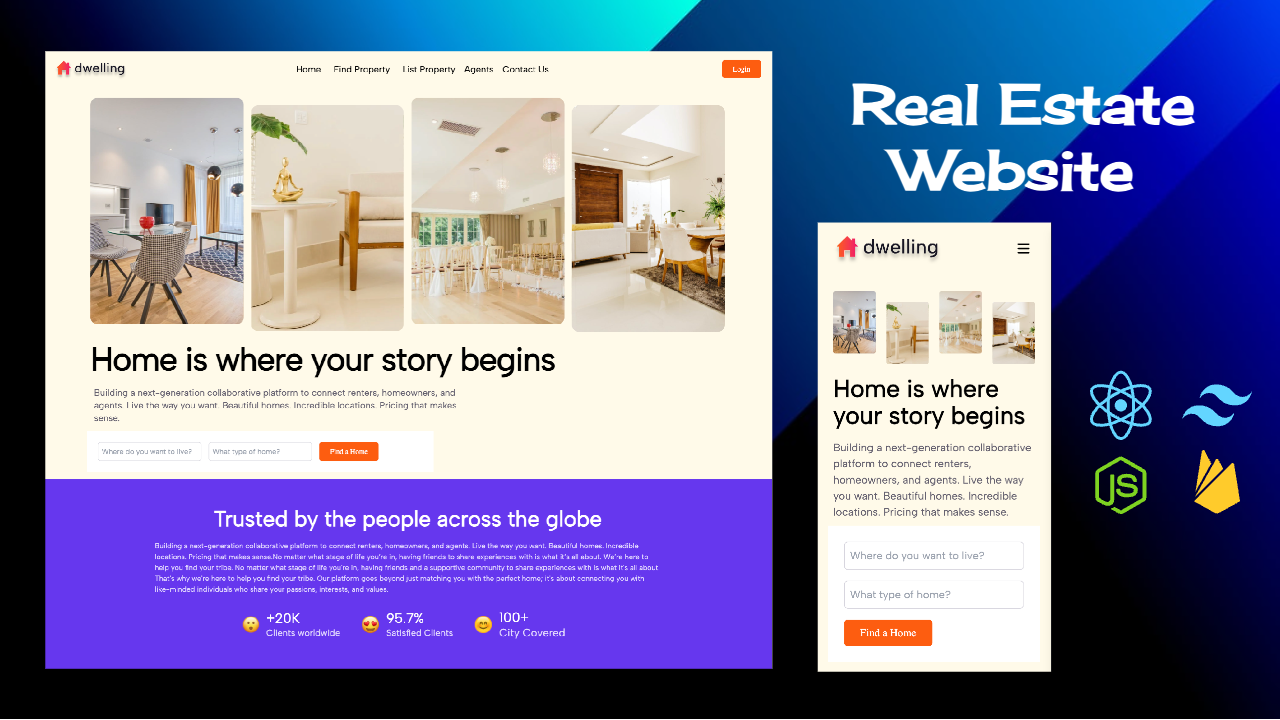 dwelling
Home Find Property List Property Agents Contact Us
Login
Home is where your story begins
Building a next-generation collaborative platform to connect renters, homeowners, and
agents. Live the way you want. Beautiful homes. Incredible locations. Pricing that makes
sense.
Where do you want to live? What type of home? Find a Home
Trusted by the people across the globe
Building a next-generation collaborative platform to connect renters, homeowners, and agents. Live the way you want. Beautiful homes. Incredible
locations. Pricing that makes sense.No matter what stage of life you're in, having friends to share experiences with is what it's all about. We're here to
help you find your tribe. No matter what stage of life you're in, having friends and a supportive community to share experiences with is what it's all about
That's why we're here to help you find your tribe. Our platform goes beyond just matching you with the perfect home; it's about connecting you with
like-minded individuals who share your passions, interests, and values.
+20K
Clients worldwide
95.7%
Satisfied Clients
100+
City Covered
Real Estate
Website
dwelling
Home is where
your story begins
Building a next-generation collaborative
platform to connect renters,
homeowners, and agents. Live the way
you want. Beautiful homes. Incredible
locations. Pricing that makes sense.
Where do you want to live?
What type of home?
Find a Home
JS